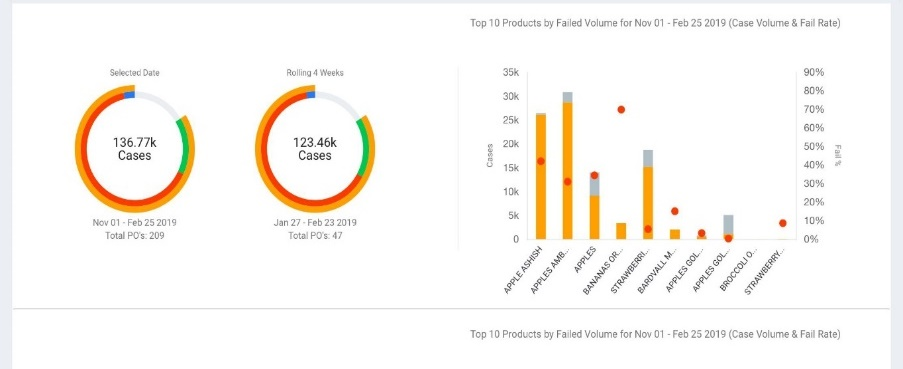 Top 10 Products by Failed Volume for Nov 01 - Feb 25 2019 (Case Volume & Fail Rate)
Selected Date
136.77k
Cases
Nov 01 - Feb 25 2019
Total PO's: 209
Rolling 4 Weeks
123.46k
Cases
Jan 27 - Feb 23 2019
Total PO's: 47
Cases
35k
30k
25k
20k
15k
10k
5k
0
90%
80%
70%
60%
50%
40%
30%
20%
10%
0%
Fail %
APPLE ASHISH
APPLES AMB...
APPLES
BANANAS OR...
STRAWBERRI...
BARDVALL M...
APPLES GOL...
APPLES GOL...
BROCCOLI O...
STRAWBERRY...
Top 10 Products by Failed Volume for Nov 01 - Feb 25 2019 (Case Volume & Fail Rate)